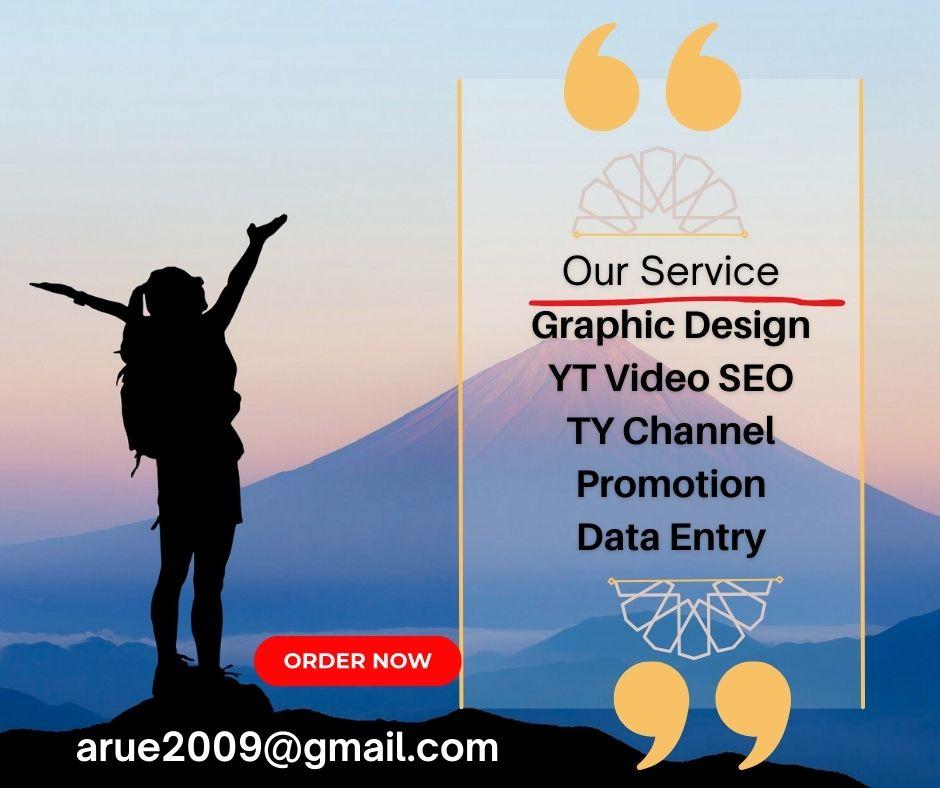 Our Service
Graphic Design
YT Video SEO
TY Channel
Promotion
Data Entry
ORDER NOW
arue2009@gmail.com